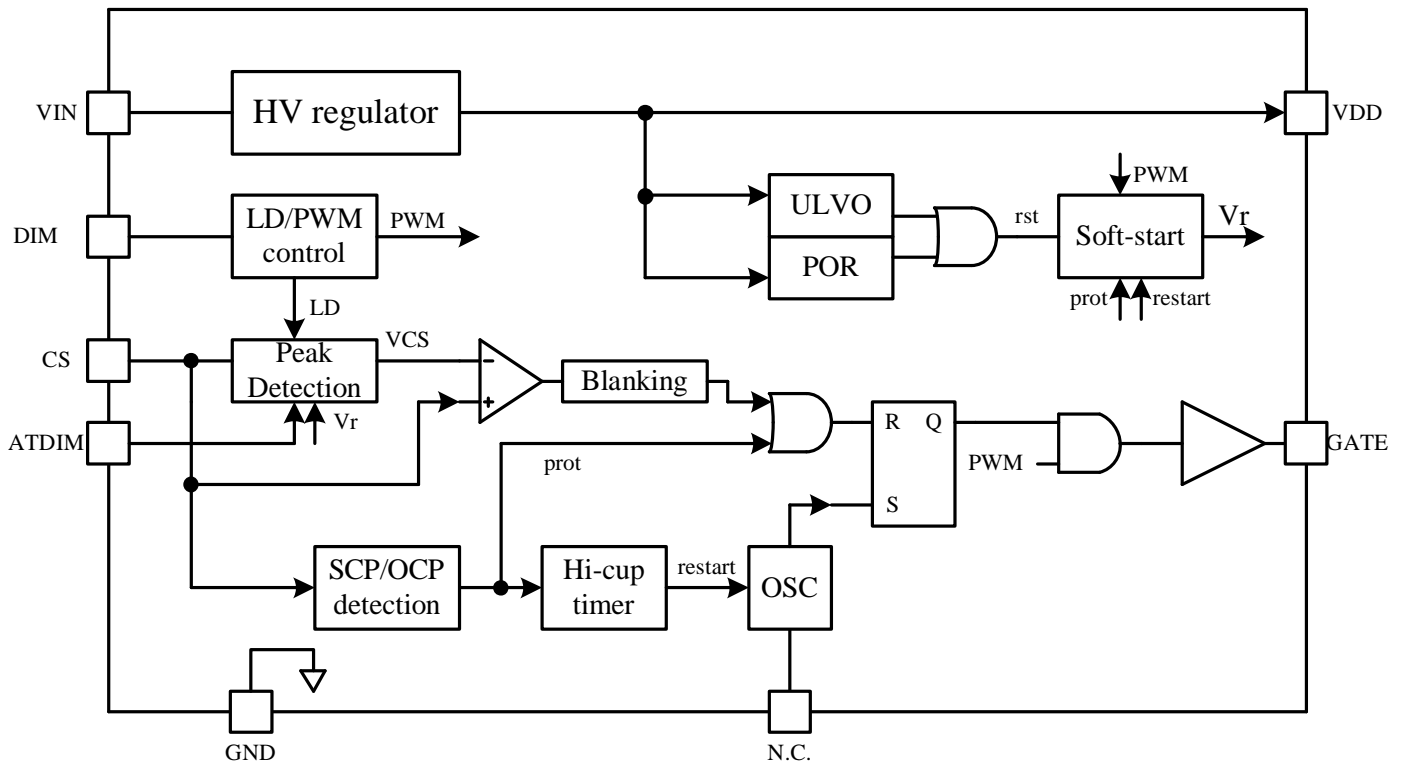 VIN
HV regulator
VDD
DIM
LD/PWM
control
PWM
ULVO
POR
rst
PWM
Soft-start
Vr
prot
restart
LD
CS
Peak
Detection
VCS
−
+
Blanking
ATDIM
Vr
prot
R
Q
S
PWM
GATE
SCP/OCP
detection
Hi-cup
timer
restart
OSC
GND
N.C.